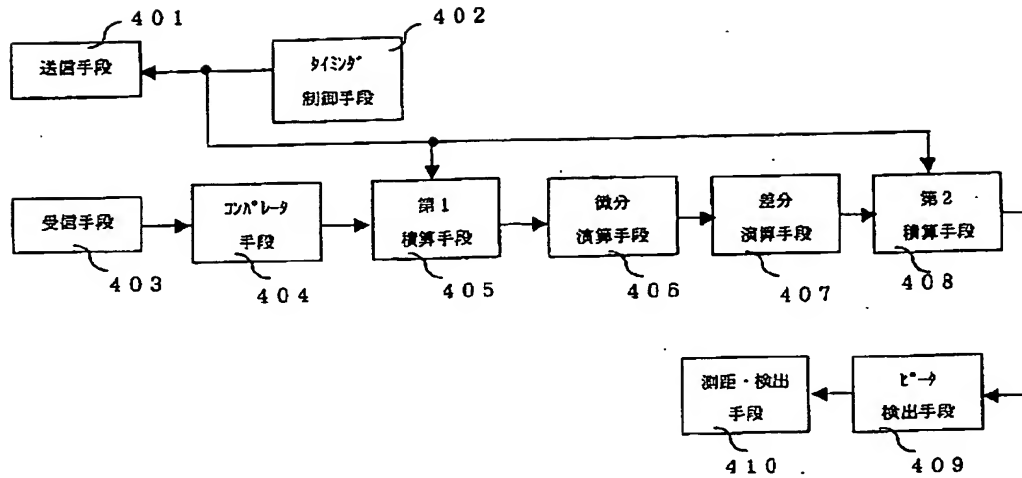 401
402
送信手段
ﾀｲﾐﾝｸﾞ
制御手段
受信手段
403
ｺﾝﾊﾟﾚｰﾀ
手段
404
第1
積算手段
405
微分
演算手段
406
差分
演算手段
407
第2
積算手段
408
測距・検出
手段
410
ﾋﾟｰｸ
検出手段
409